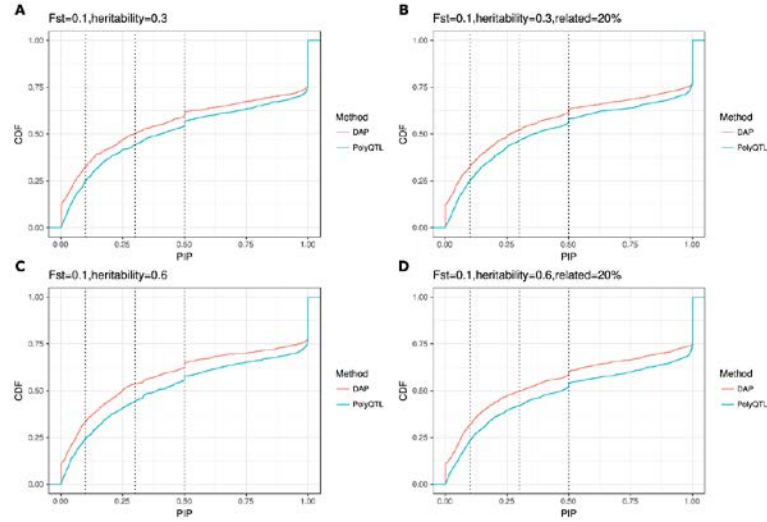 A
Fst=0.1,heritability=0.3
1.00
0.75
0.50
0.25
0.00
CDF
0.00 0.25 0.50 0.75 1.00
PIP
Method
DAP
PolyQTL
B
Fst=0.1,heritability=0.3,related=20%
1.00
0.75
0.50
0.25
0.00
CDF
0.00 0.25 0.50 0.75 1.00
PIP
Method
DAP
PolyQTL
C
Fst=0.1,heritability=0.6
1.00
0.75
0.50
0.25
0.00
CDF
0.00 0.25 0.50 0.75 1.00
PIP
Method
DAP
PolyQTL
D
Fst=0.1,heritability=0.6,related=20%
1.00
0.75
0.50
0.25
0.00
CDF
0.00 0.25 0.50 0.75 1.00
PIP
Method
DAP
PolyQTL